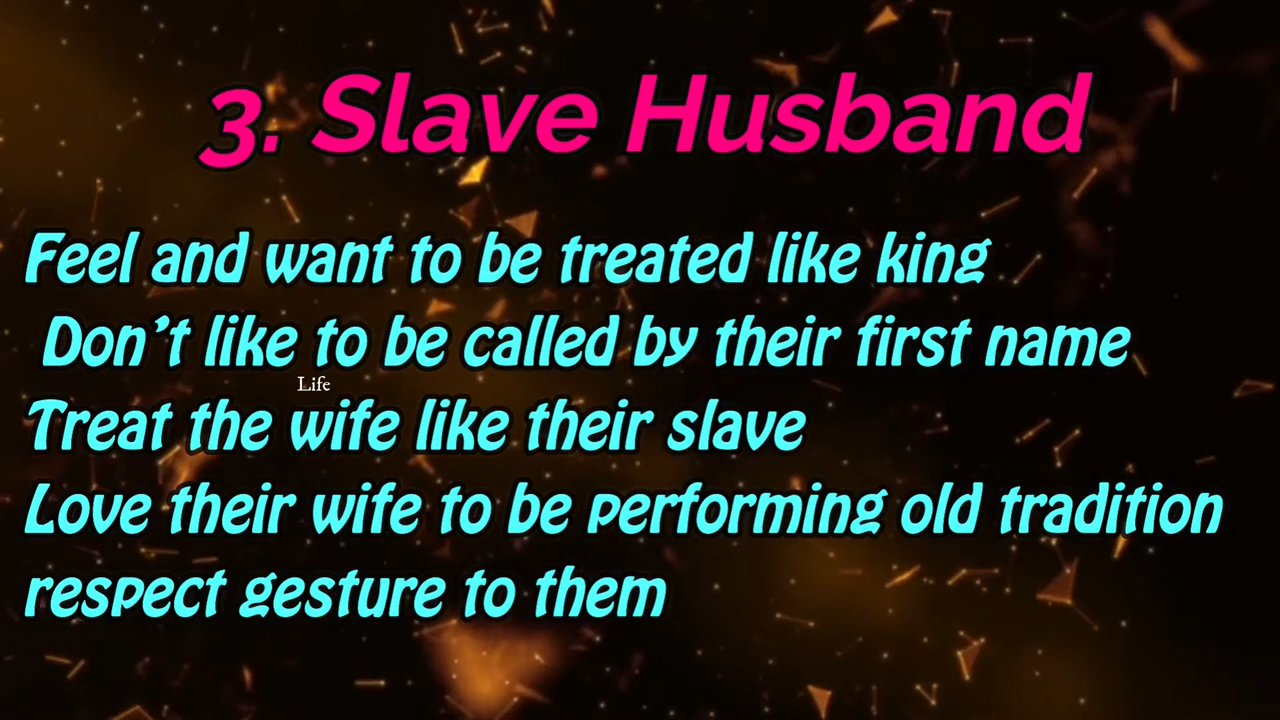 3. Slave Husband
Feel and want to be treated like king
Don't like to be called by their first name
Life
Treat the wife like their slave
Love their wife to be performing old tradition
respect gesture to them